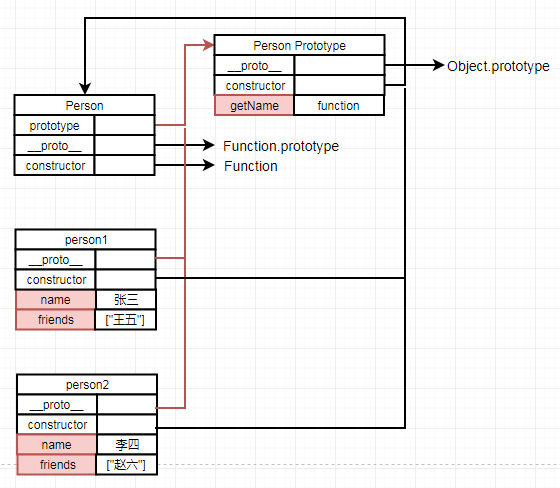 Person Prototype
__proto__
Object.prototype
constructor
getName function
Person
prototype
__proto__ Function.prototype
constructor Function
person1
__proto__
constructor
name 张三
friends ["王五"]
person2
__proto__
constructor
name 李四
friends ["赵六"]